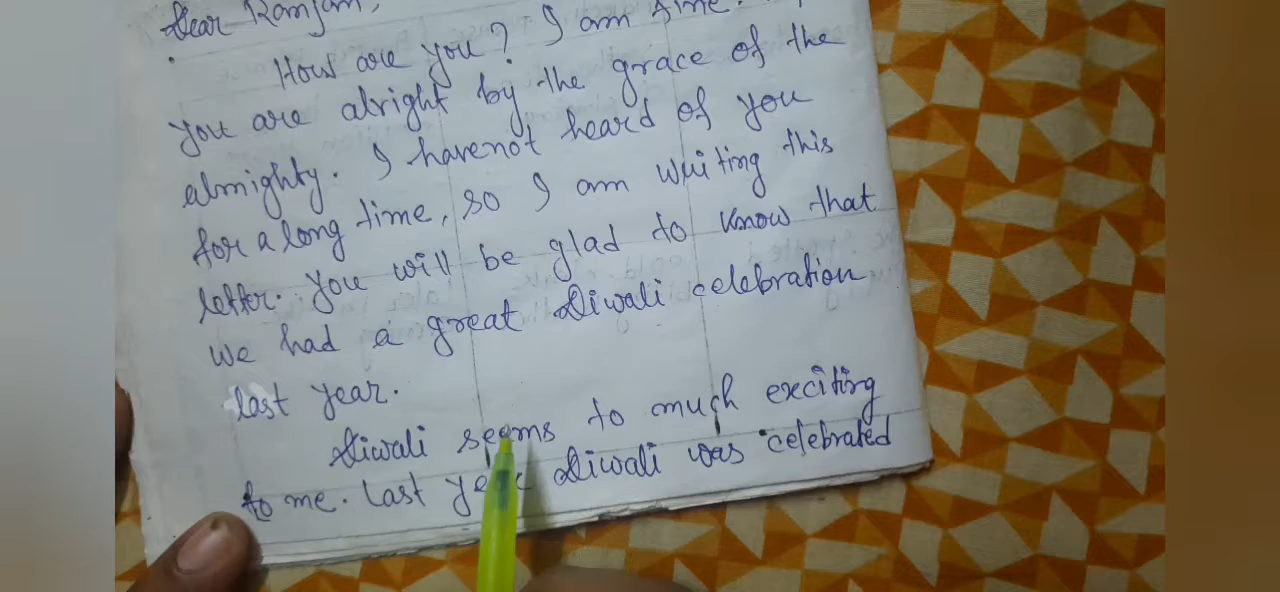 Dear Ranjan,
How are you? I am fine.
you are alright by the grace of the
almighty. I havenot heard of you
for a long time, so I am writing this
letter. you will be glad to know that
we had a great Diwali celebration
last year.
Diwali seems to much exciting
to me. Last year Diwali was celebrated